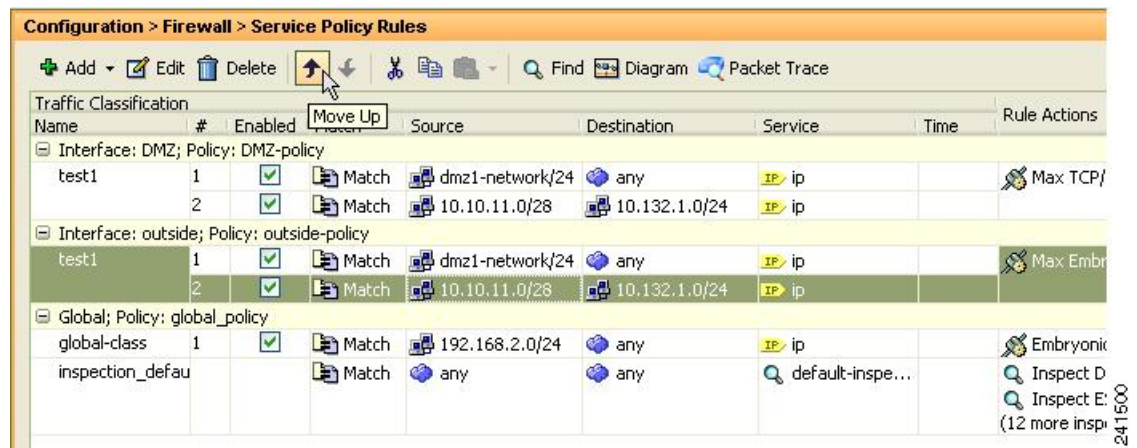 Configuration > Firewall > Service Policy Rules
Add Edit Delete Find Diagram Packet Trace
Traffic Classification
Name # Enabled Source Destination Service Time Rule Actions
Move Up
Interface: DMZ; Policy: DMZ-policy
test1 1 Match dmz1-network/24 any IP ip Max TCP/
2 Match 10.10.11.0/28 10.132.1.0/24 IP ip
Interface: outside; Policy: outside-policy
test1 1 Match dmz1-network/24 any IP ip Max Embr
2 Match 10.10.11.0/28 10.132.1.0/24 IP ip
Global; Policy: global_policy
global-class 1 Match 192.168.2.0/24 any IP ip Embryonic
inspection_defau Match any any default-inspe... Inspect D
Inspect E
(12 more insp
241500